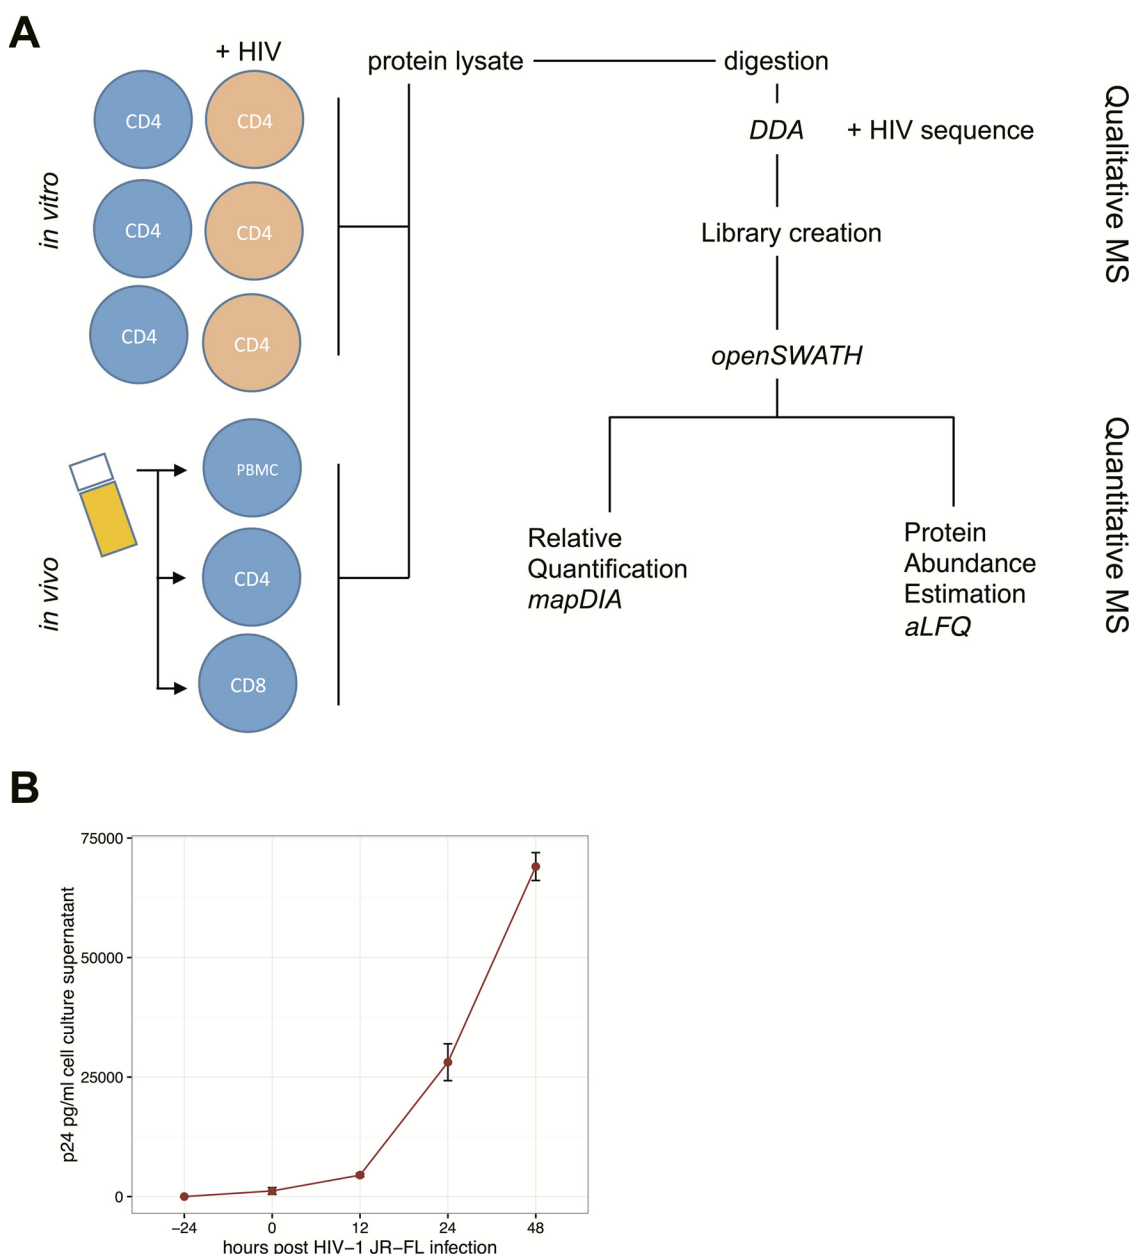 A
+ HIV
protein lysate
digestion
CD4
CD4
DDA
+ HIV sequence
in vitro
CD4
CD4
Library creation
Qualitative MS
CD4
CD4
openSWATH
PBMC
in vivo
CD4
CD8
Relative
Quantification
mapDIA
Protein
Abundance
Estimation
aLFQ
Quantitative MS
B
p24 pg/ml cell culture supernatant
75000
50000
25000
0
−24
0
12
24
48
hours post HIV−1 JR−FL infection